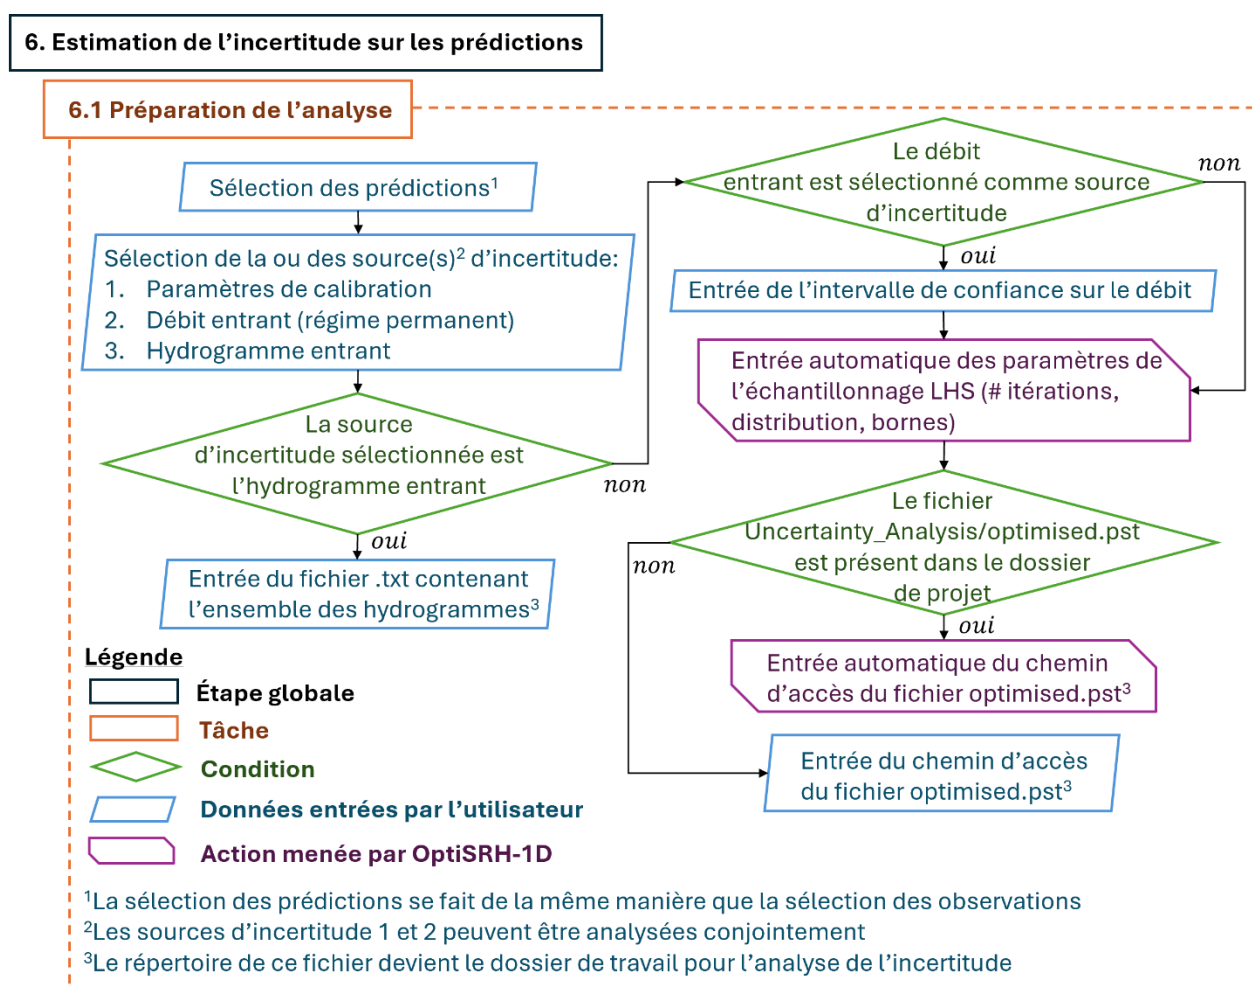 6. Estimation de l’incertitude sur les prédictions
6.1 Préparation de l’analyse
Sélection des prédictions¹
Sélection de la ou des source(s)² d’incertitude:
1. Paramètres de calibration
2. Débit entrant (régime permanent)
3. Hydrogramme entrant
La source
d’incertitude sélectionnée est
l’hydrogramme entrant
non
oui
Entrée du fichier .txt contenant
l’ensemble des hydrogrammes³
Le débit
entrant est sélectionné comme source
d’incertitude
non
oui
Entrée de l’intervalle de confiance sur le débit
Entrée automatique des paramètres de
l’échantillonnage LHS (# itérations,
distribution, bornes)
Le fichier
Uncertainty_Analysis/optimised.pst
est présent dans le dossier
de projet
non
oui
Entrée automatique du chemin
d’accès du fichier optimised.pst³
Entrée du chemin d’accès
du fichier optimised.pst³
Légende
Étape globale
Tâche
Condition
Données entrées par l’utilisateur
Action menée par OptiSRH-1D
¹La sélection des prédictions se fait de la même manière que la sélection des observations
²Les sources d’incertitude 1 et 2 peuvent être analysées conjointement
³Le répertoire de ce fichier devient le dossier de travail pour l’analyse de l’incertitude